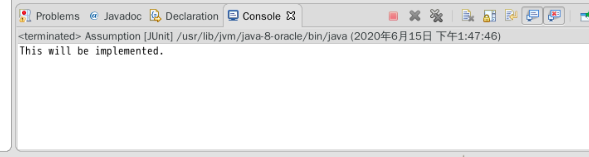 Problems @ Javadoc Declaration Console
<terminated> Assumption [JUnit] /usr/lib/jvm/java-8-oracle/bin/java (2020年6月15日 下午1:47:46)
This will be implemented.